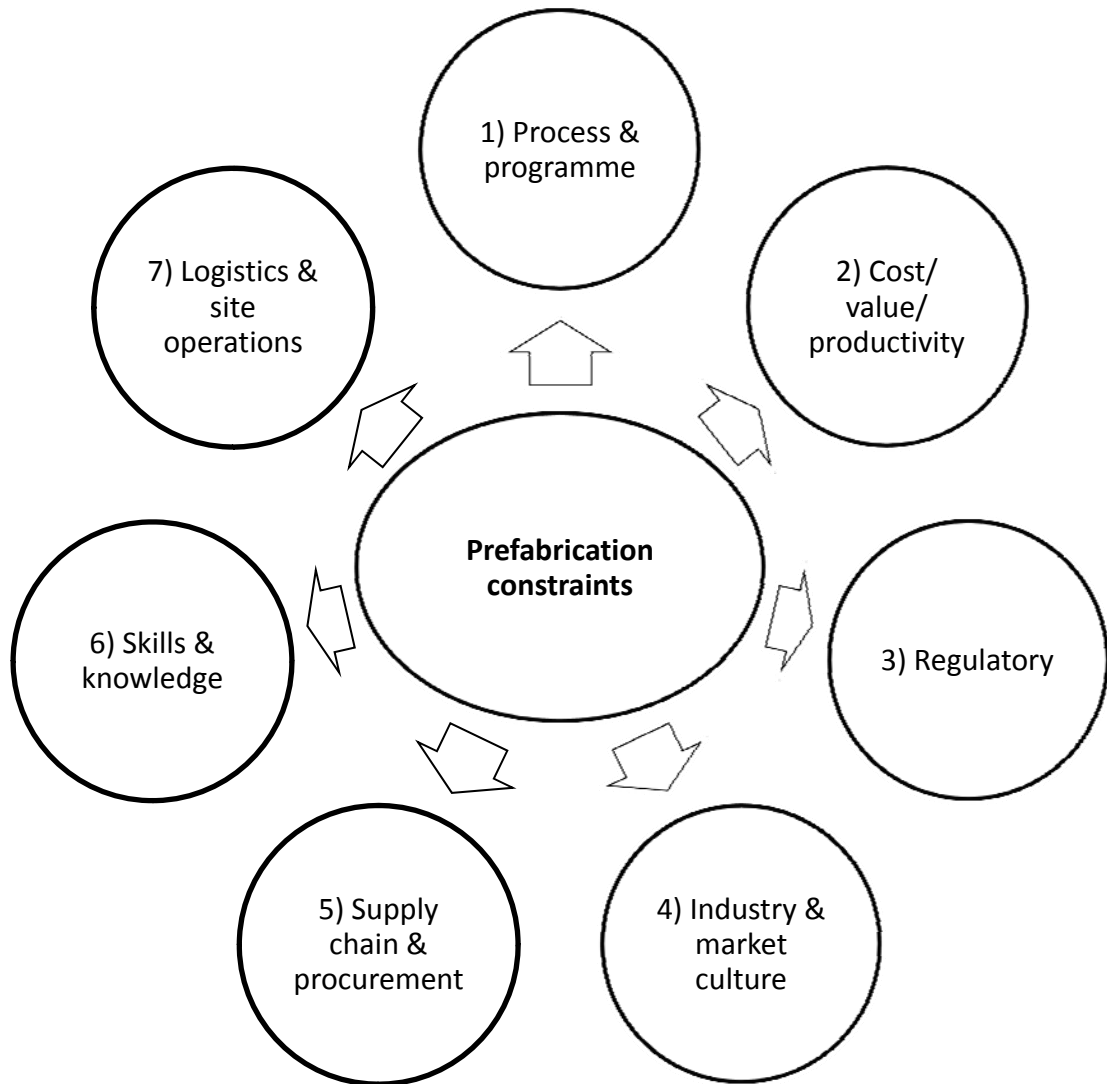 1) Process &
programme
2) Cost/
value/
productivity
3) Regulatory
4) Industry &
market
culture
5) Supply
chain &
procurement
6) Skills &
knowledge
7) Logistics &
site
operations
Prefabrication
constraints